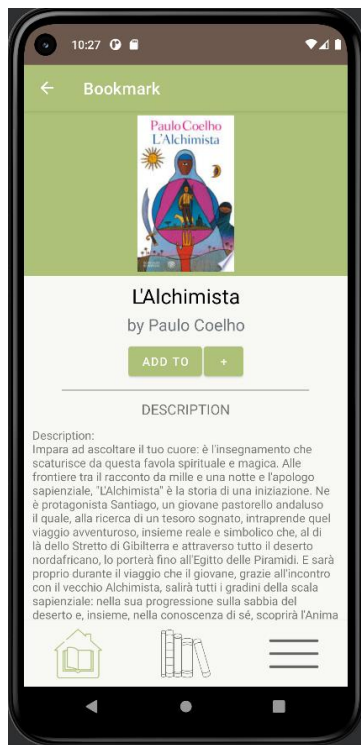 10:27
Bookmark
Paulo Coelho
L'Alchimista
L'Alchimista
by Paulo Coelho
ADD TO +
DESCRIPTION
Description:
Impara ad ascoltare il tuo cuore: è l'insegnamento che
scaturisce da questa favola spirituale e magica. Alle
frontiere tra il racconto da mille e una notte e l'apologo
sapienziale, "L'Alchimista" è la storia di una iniziazione. Ne
è protagonista Santiago, un giovane pastorello andaluso
il quale, alla ricerca di un tesoro sognato, intraprende quel
viaggio avventuroso, insieme reale e simbolico che, al di
là dello Stretto di Gibilterra e attraverso tutto il deserto
nordafricano, lo porterà fino all'Egitto delle Piramidi. E sarà
proprio durante il viaggio che il giovane, grazie all'incontro
con il vecchio Alchimista, salirà tutti i gradini della scala
sapienziale: nella sua progressione sulla sabbia del
deserto e, insieme, nella conoscenza di sé, scoprirà l'Anima